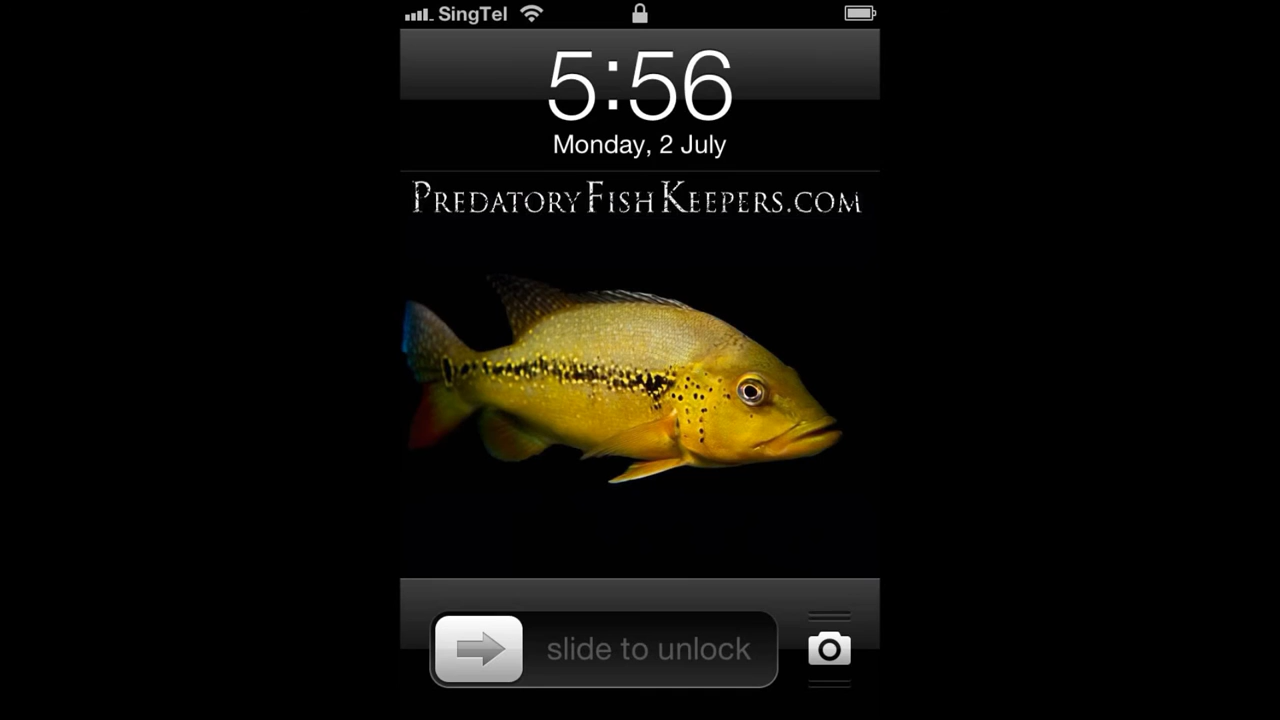 SingTel
5:56
Monday, 2 July
PREDATORYFISHKEEPERS.COM
slide to unlock